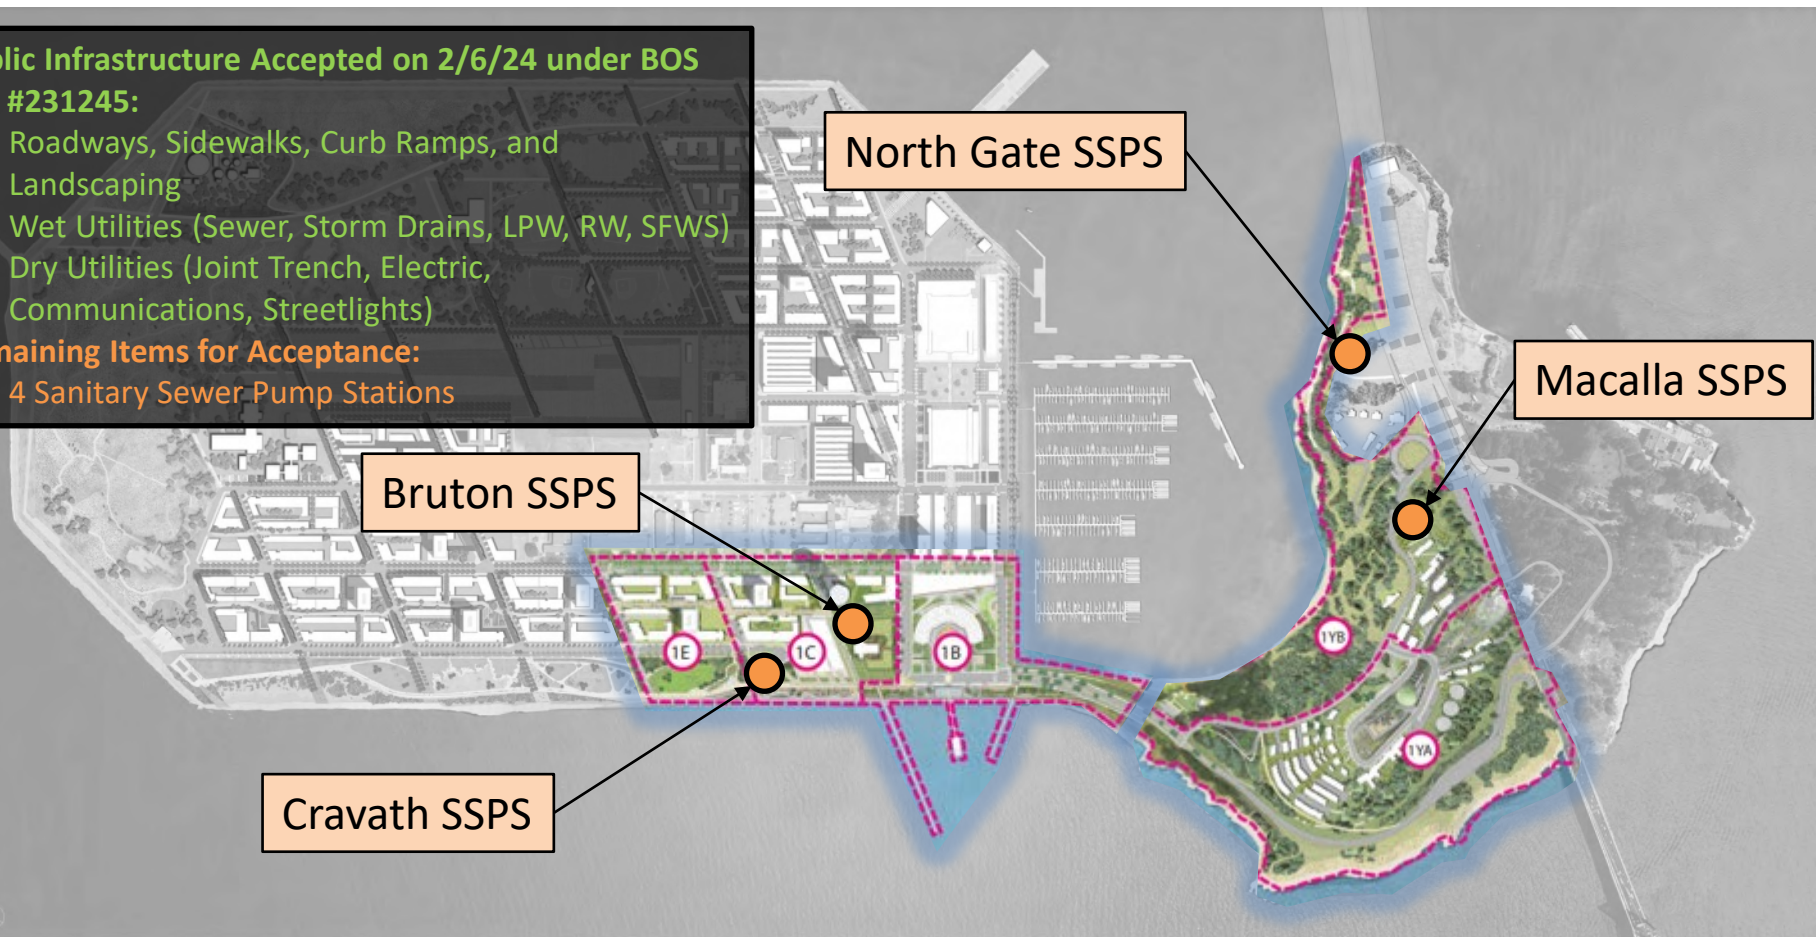 lic Infrastructure Accepted on 2/6/24 under BOS
#231245:
Roadways, Sidewalks, Curb Ramps, and
Landscaping
Wet Utilities (Sewer, Storm Drains, LPW, RW, SFWS)
Dry Utilities (Joint Trench, Electric,
Communications, Streetlights)
maining Items for Acceptance:
4 Sanitary Sewer Pump Stations
North Gate SSPS
Macalla SSPS
Bruton SSPS
Cravath SSPS
1E
1C
1B
1YB
1YA